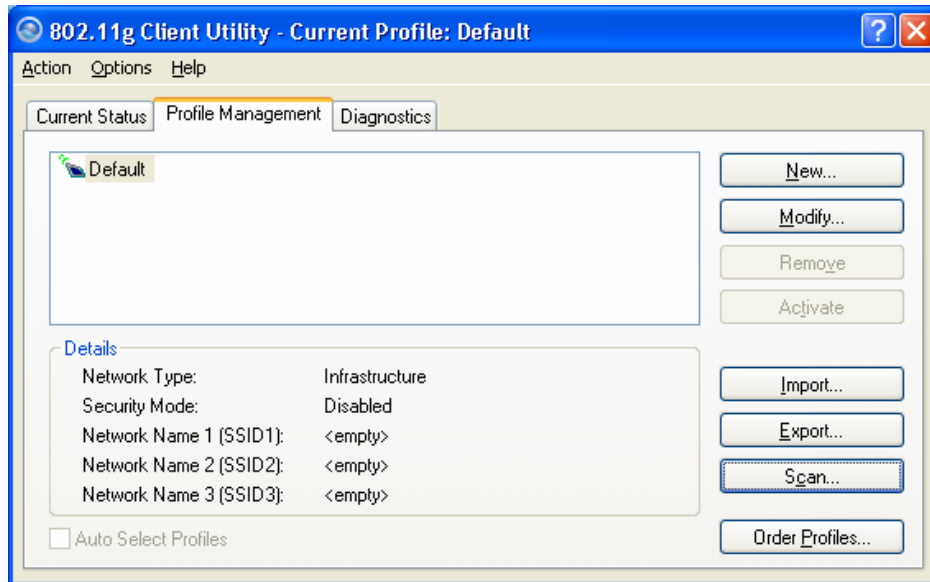 802.11g Client Utility - Current Profile: Default
Action Options Help
Current Status Profile Management Diagnostics
Default
New...
Modify...
Remove
Activate
Details
Network Type: Infrastructure
Security Mode: Disabled
Network Name 1 (SSID1): <empty>
Network Name 2 (SSID2): <empty>
Network Name 3 (SSID3): <empty>
Import...
Export...
Scan...
Auto Select Profiles
Order Profiles...